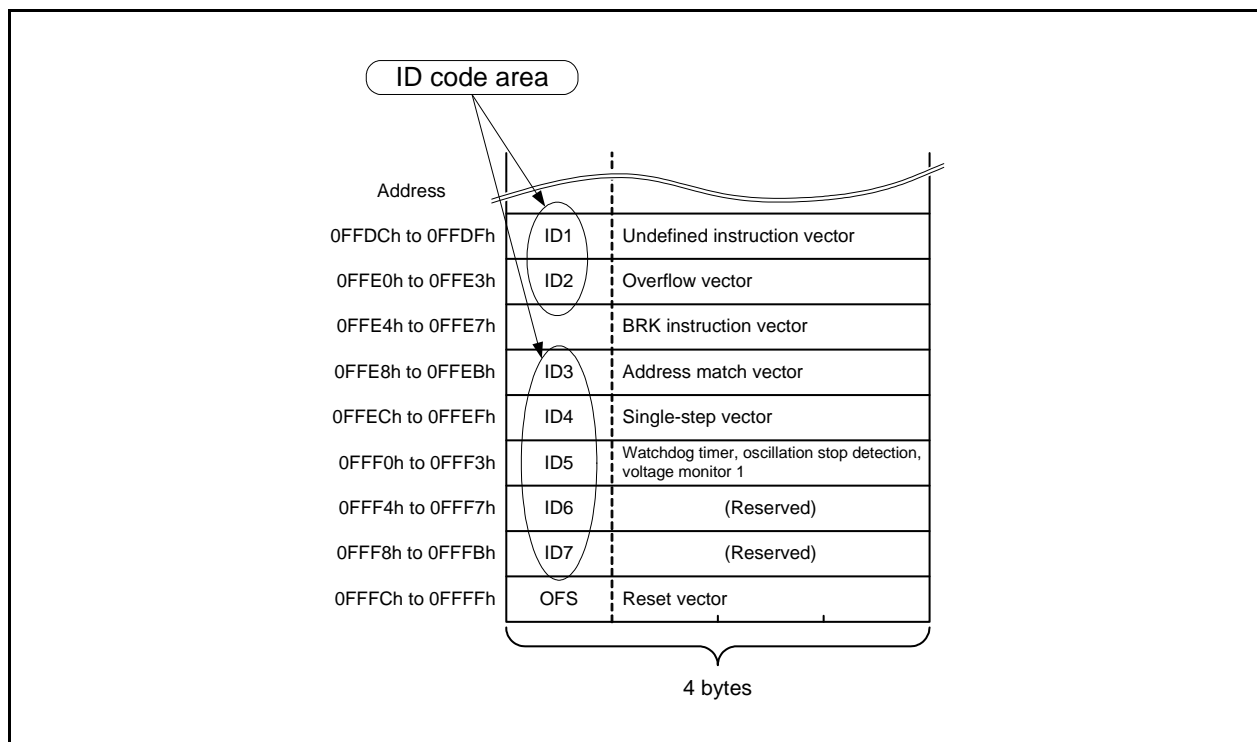 ID code area
Address
0FFDCh to 0FFDFh ID1 Undefined instruction vector
0FFE0h to 0FFE3h ID2 Overflow vector
0FFE4h to 0FFE7h BRK instruction vector
0FFE8h to 0FFEBh ID3 Address match vector
0FFECh to 0FFEFh ID4 Single-step vector
0FFF0h to 0FFF3h ID5 Watchdog timer, oscillation stop detection,
voltage monitor 1
0FFF4h to 0FFF7h ID6 (Reserved)
0FFF8h to 0FFFBh ID7 (Reserved)
0FFFCh to 0FFFFh OFS Reset vector
4 bytes